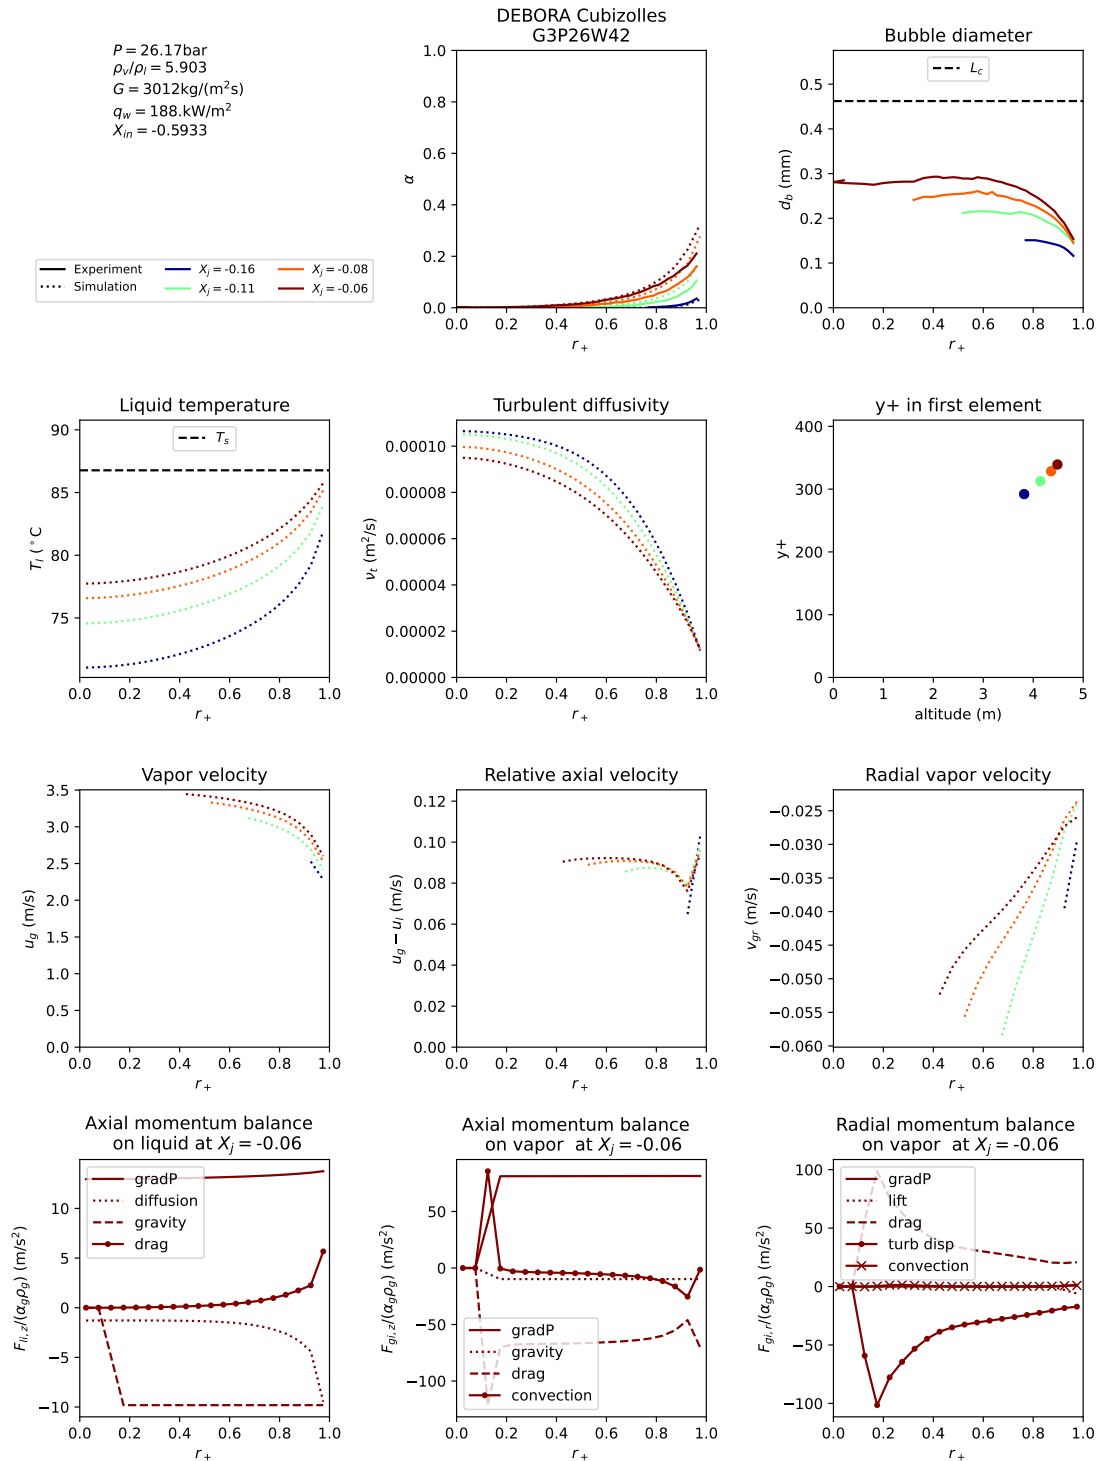 P = 26.17bar
ρv/ρl = 5.903
G = 3012kg/(m²s)
qw = 188.kW/m²
Xin = -0.5933
Experiment
Simulation
Xj = -0.16
Xj = -0.11
Xj = -0.08
Xj = -0.06
DEBORA Cubizolles
G3P26W42
1.0
0.8
0.6
0.4
0.2
0.0
α
0.0 0.2 0.4 0.6 0.8 1.0
r+
Bubble diameter
Lc
0.5
0.4
0.3
0.2
0.1
0.0
db (mm)
0.0 0.2 0.4 0.6 0.8 1.0
r+
Liquid temperature
Ts
90
85
80
75
Tl (°C
0.0 0.2 0.4 0.6 0.8 1.0
r+
Turbulent diffusivity
0.00010
0.00008
0.00006
0.00004
0.00002
0.00000
νt (m²/s)
0.0 0.2 0.4 0.6 0.8 1.0
r+
y+ in first element
400
300
200
100
0
y+
0 1 2 3 4 5
altitude (m)
Vapor velocity
3.5
3.0
2.5
2.0
1.5
1.0
0.5
0.0
ug (m/s)
0.0 0.2 0.4 0.6 0.8 1.0
r+
Relative axial velocity
0.12
0.10
0.08
0.06
0.04
0.02
0.00
ug − ul (m/s)
0.0 0.2 0.4 0.6 0.8 1.0
r+
Radial vapor velocity
−0.025
−0.030
−0.035
−0.040
−0.045
−0.050
−0.055
−0.060
vgr (m/s)
0.0 0.2 0.4 0.6 0.8 1.0
r+
Axial momentum balance
on liquid at Xj = -0.06
gradP
diffusion
gravity
drag
10
5
0
−5
−10
Fli,z/(αgρg) (m/s²)
0.0 0.2 0.4 0.6 0.8 1.0
r+
Axial momentum balance
on vapor at Xj = -0.06
gradP
gravity
drag
convection
50
0
−50
−100
Fgi,z/(αgρg) (m/s²)
0.0 0.2 0.4 0.6 0.8 1.0
r+
Radial momentum balance
on vapor at Xj = -0.06
gradP
lift
drag
turb disp
convection
100
50
0
−50
−100
Fgi,r/(αgρg) (m/s²)
0.0 0.2 0.4 0.6 0.8 1.0
r+